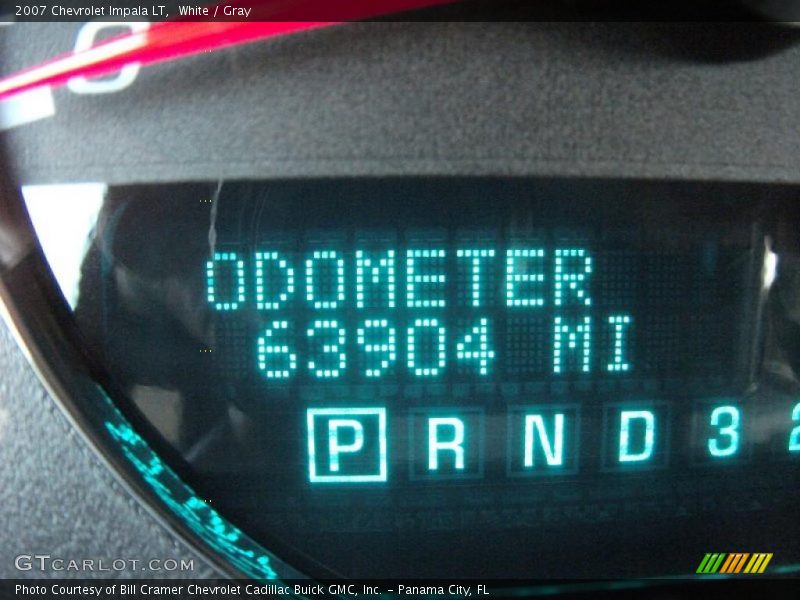 2007 Chevrolet Impala LT, White / Gray
ODOMETER
63904 MI
P R N D 3 2
GTCARLOT.COM
Photo Courtesy of Bill Cramer Chevrolet Cadillac Buick GMC, Inc. - Panama City, FL